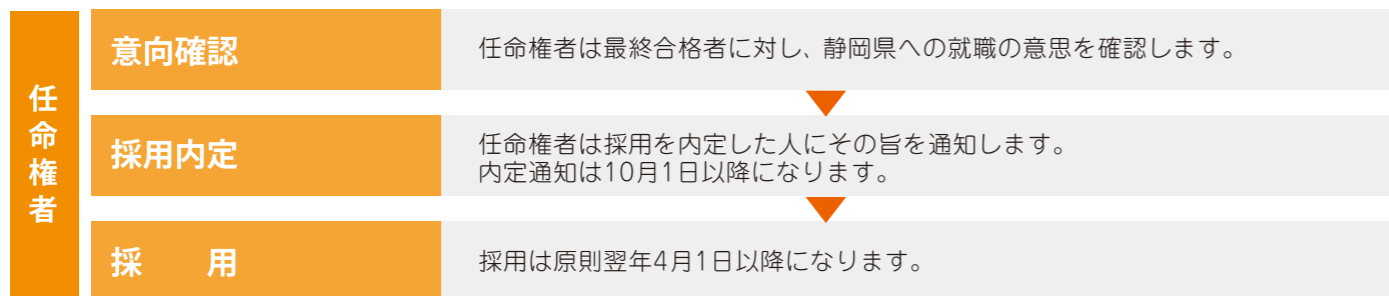 任命権者
意向確認
任命権者は最終合格者に対し、静岡県への就職の意思を確認します。
採用内定
任命権者は採用を内定した人にその旨を通知します。
内定通知は10月1日以降になります。
採　　用
採用は原則翌年4月1日以降になります。